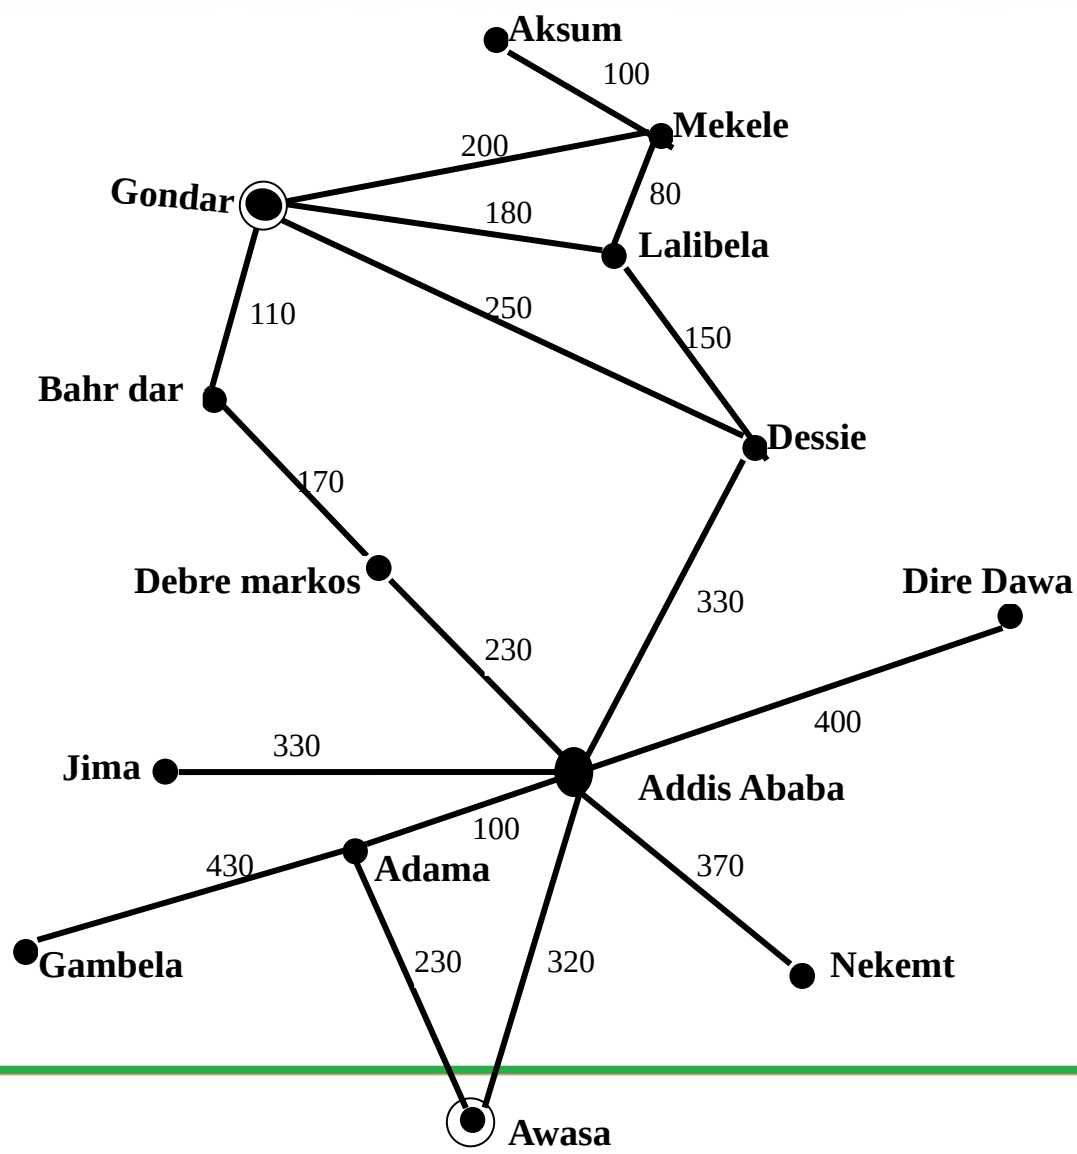 Aksum
100
Mekele
200
Gondar
80
180
Lalibela
250
110
150
Bahr dar
Dessie
170
Debre markos
Dire Dawa
330
230
400
330
Jima
Addis Ababa
100
430
Adama
370
Gambela
230
320
Nekemt
Awasa